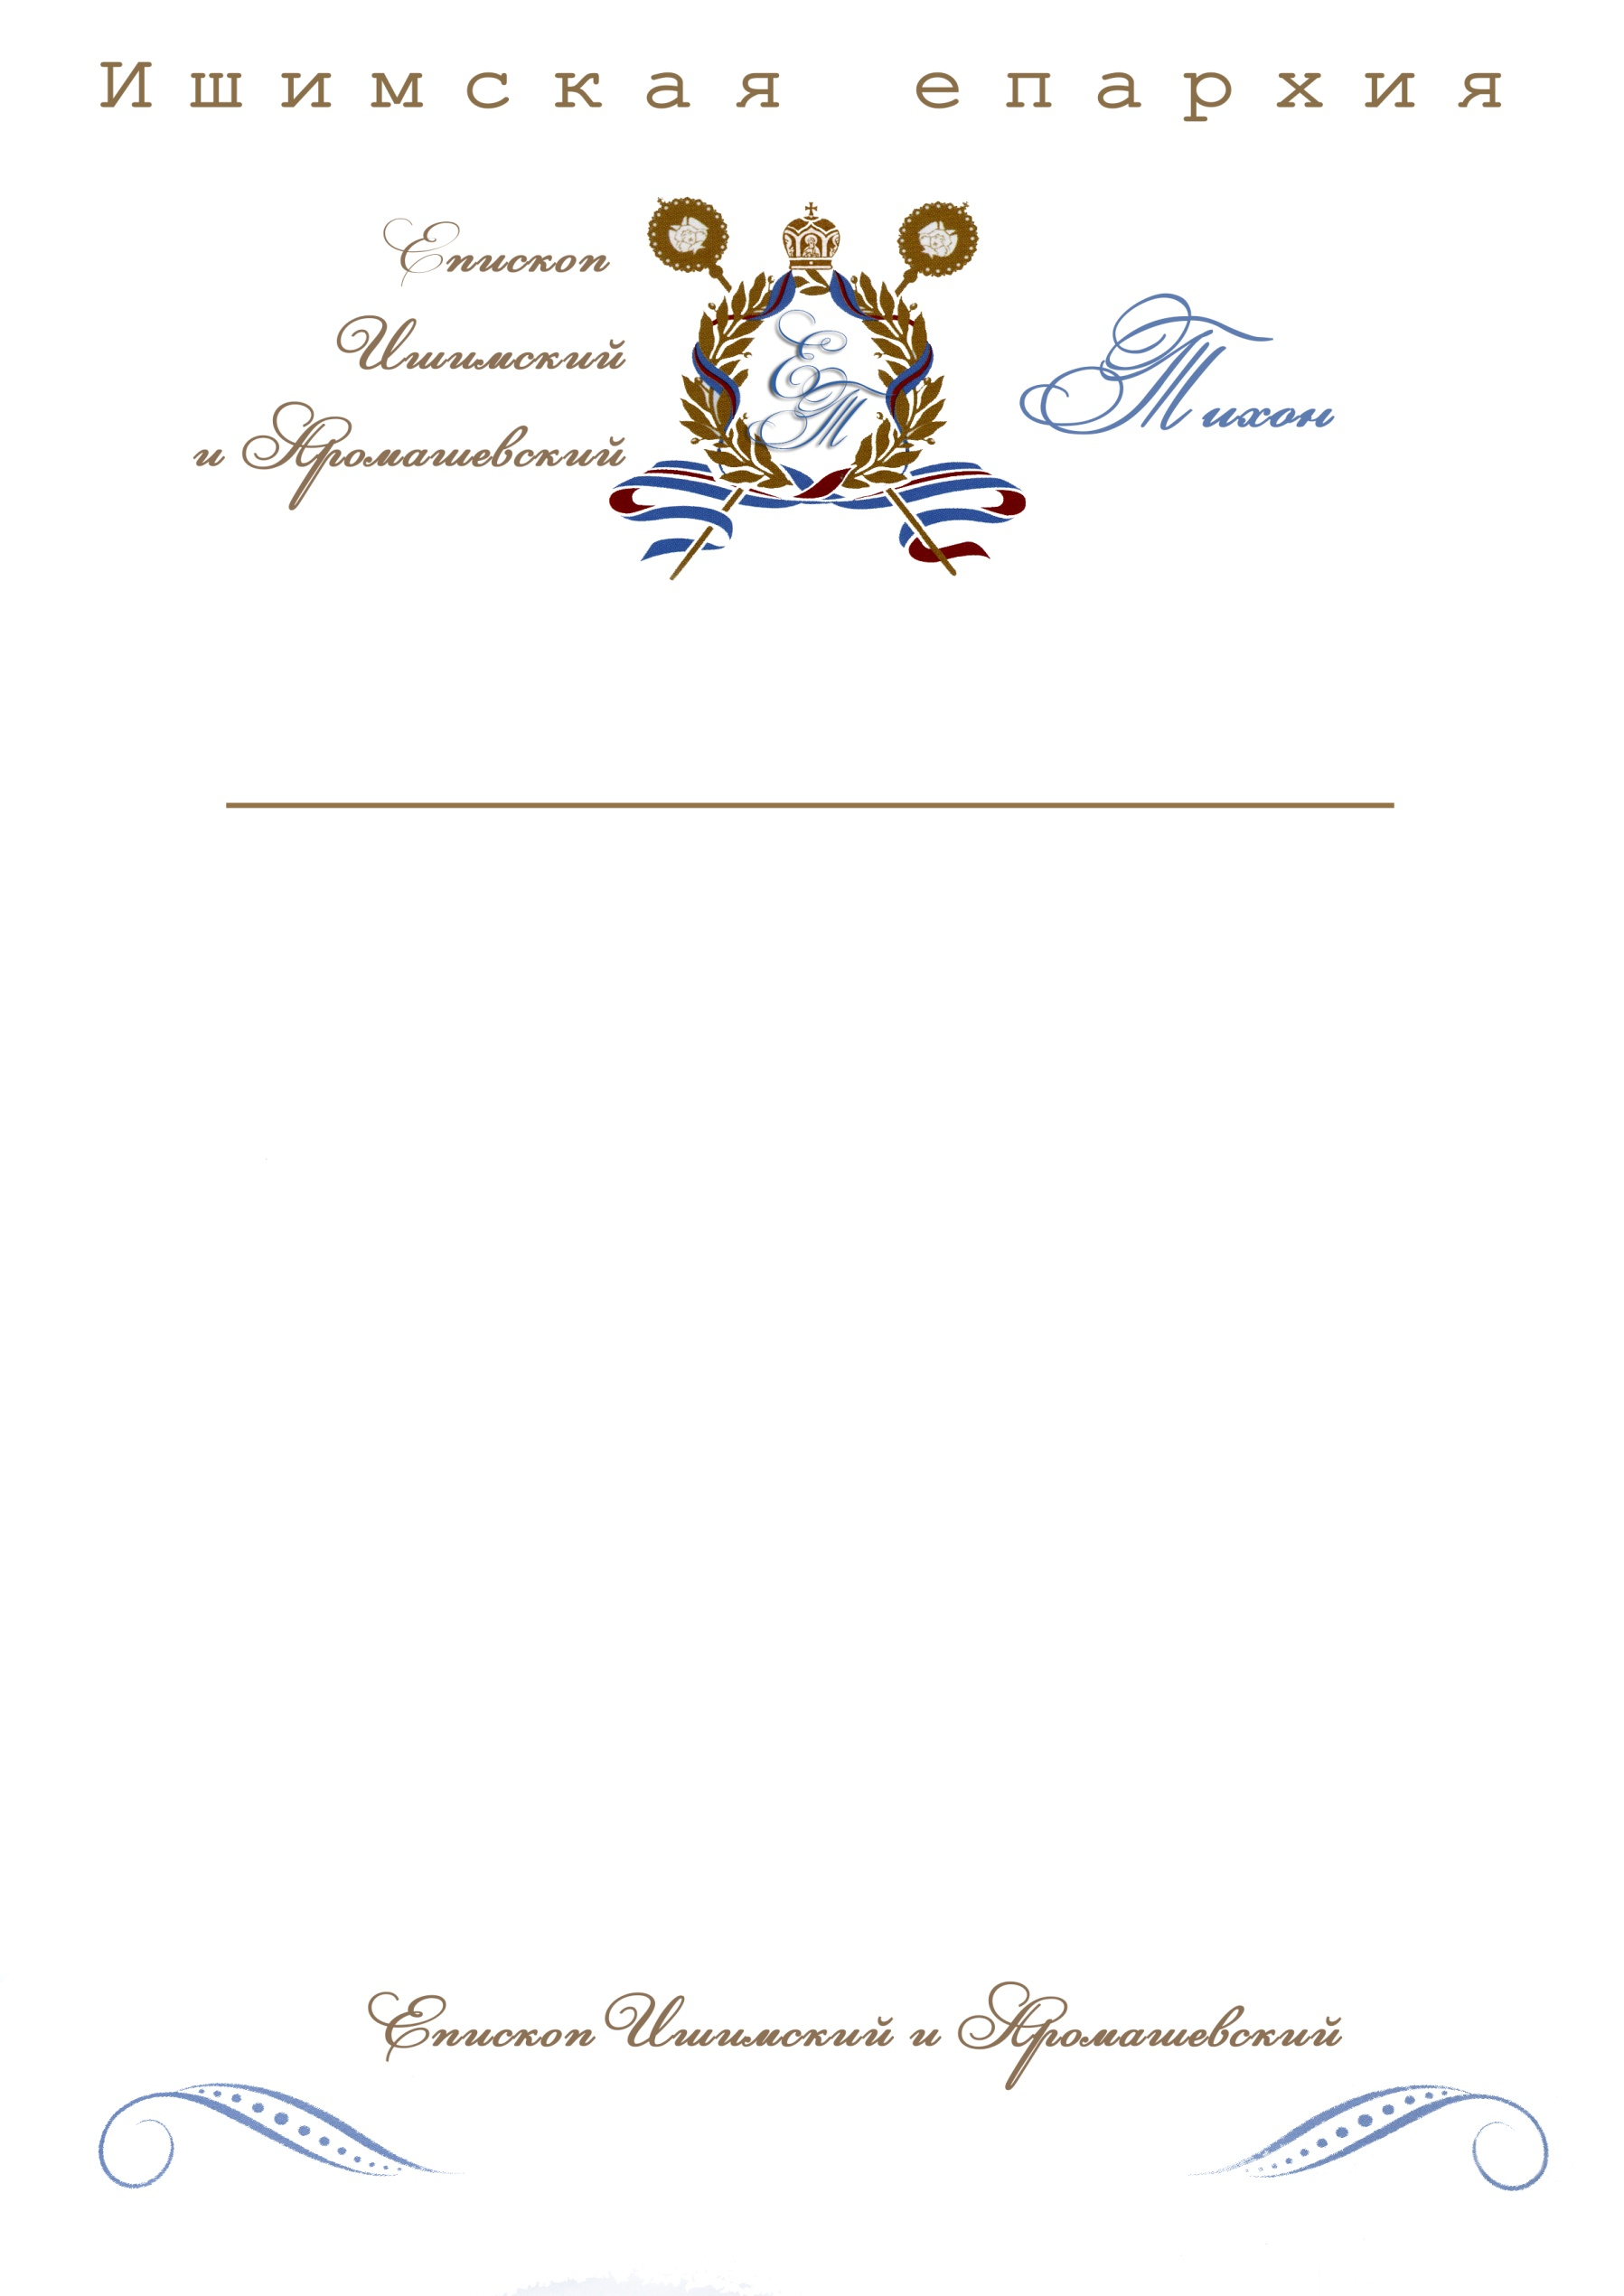 Ишимская епархия
Епископ
Ишимский
и Аромашевский
ЕТ
Тихон
Епископ Ишимский и Аромашевский